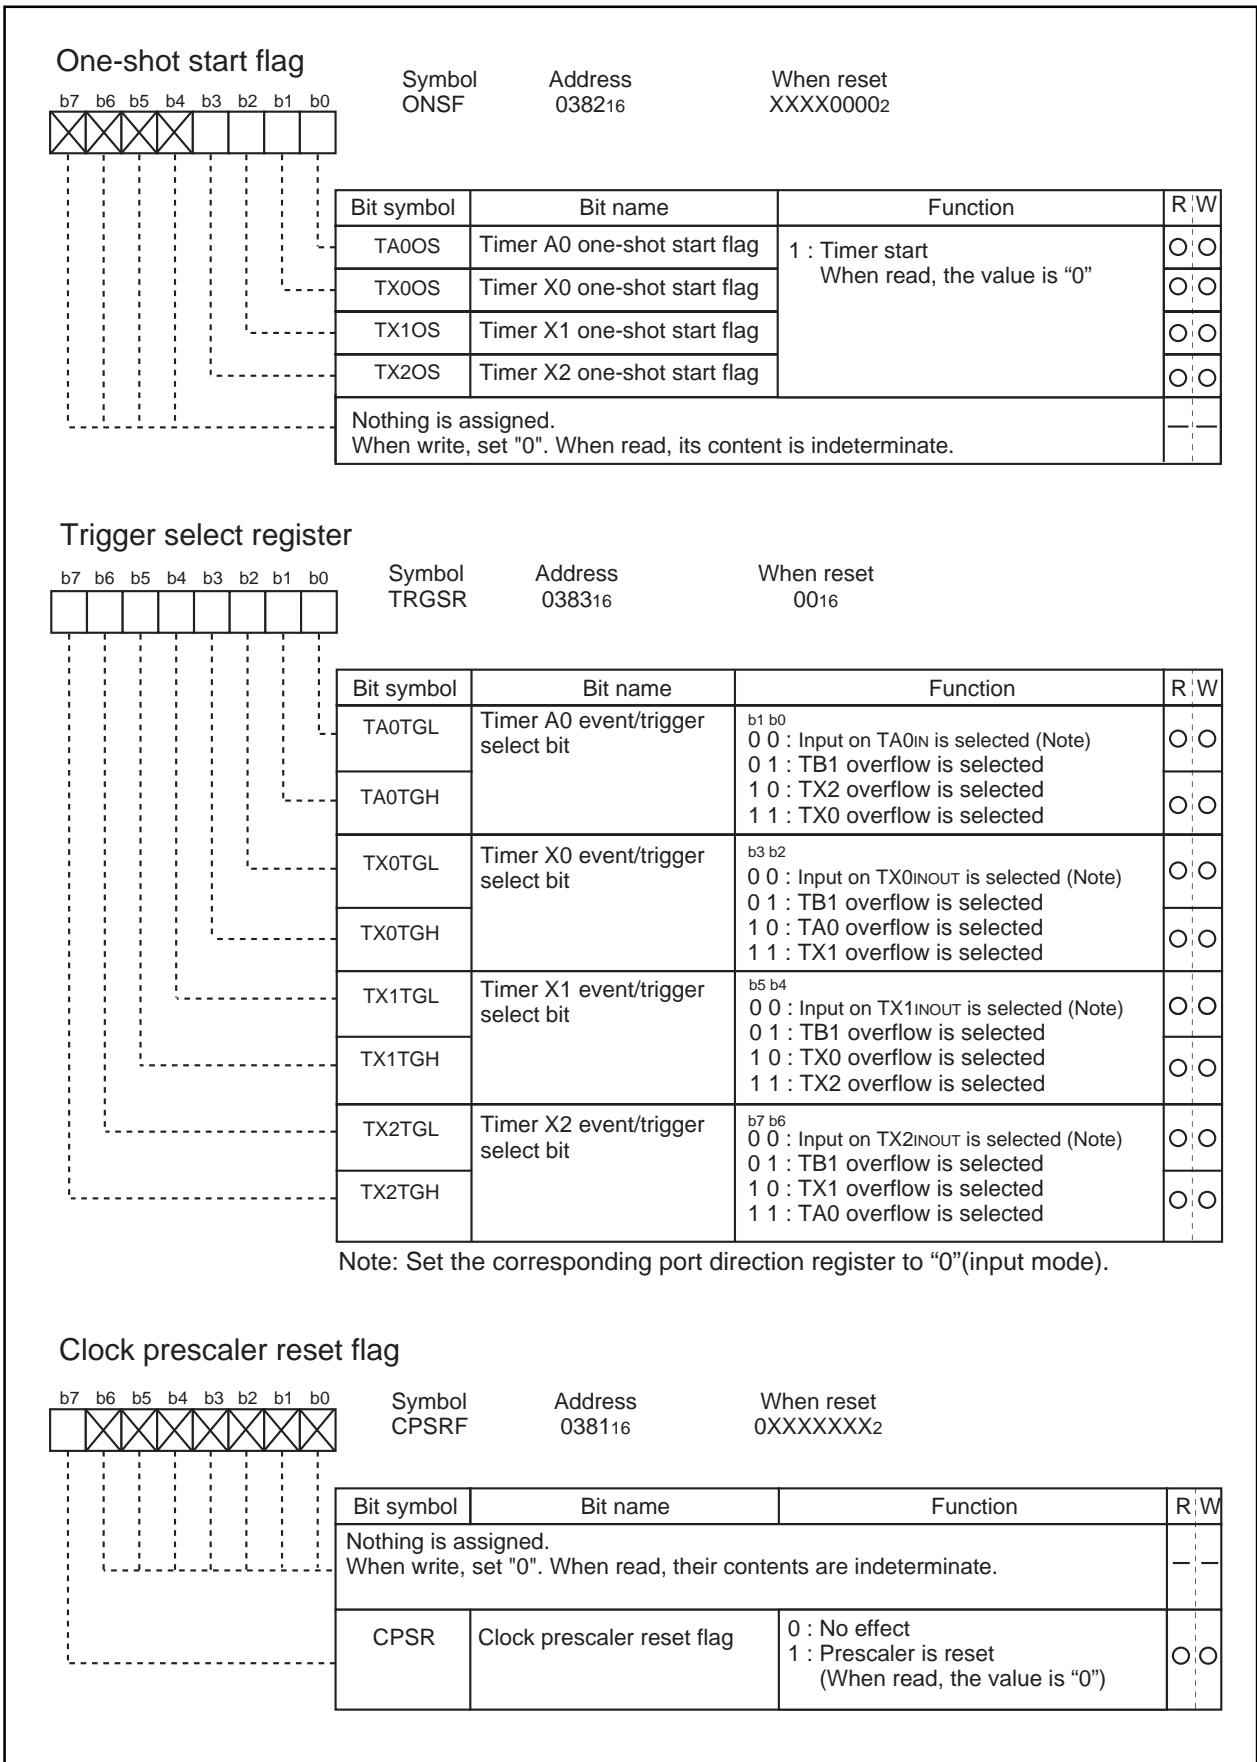 One-shot start flag
Symbol Address When reset
ONSF 038216 XXXX00002
b7 b6 b5 b4 b3 b2 b1 b0
Bit symbol Bit name Function R W
TA0OS Timer A0 one-shot start flag 1 : Timer start
When read, the value is “0”
TX0OS Timer X0 one-shot start flag
TX1OS Timer X1 one-shot start flag
TX2OS Timer X2 one-shot start flag
Nothing is assigned.
When write, set "0". When read, its content is indeterminate.
Trigger select register
Symbol Address When reset
TRGSR 038316 0016
b7 b6 b5 b4 b3 b2 b1 b0
Bit symbol Bit name Function R W
TA0TGL Timer A0 event/trigger select bit
TA0TGH
b1 b0
0 0 : Input on TA0IN is selected (Note)
0 1 : TB1 overflow is selected
1 0 : TX2 overflow is selected
1 1 : TX0 overflow is selected
TX0TGL Timer X0 event/trigger select bit
TX0TGH
b3 b2
0 0 : Input on TX0INOUT is selected (Note)
0 1 : TB1 overflow is selected
1 0 : TA0 overflow is selected
1 1 : TX1 overflow is selected
TX1TGL Timer X1 event/trigger select bit
TX1TGH
b5 b4
0 0 : Input on TX1INOUT is selected (Note)
0 1 : TB1 overflow is selected
1 0 : TX0 overflow is selected
1 1 : TX2 overflow is selected
TX2TGL Timer X2 event/trigger select bit
TX2TGH
b7 b6
0 0 : Input on TX2INOUT is selected (Note)
0 1 : TB1 overflow is selected
1 0 : TX1 overflow is selected
1 1 : TA0 overflow is selected
Note: Set the corresponding port direction register to “0”(input mode).
Clock prescaler reset flag
Symbol Address When reset
CPSRF 038116 0XXXXXXX2
b7 b6 b5 b4 b3 b2 b1 b0
Bit symbol Bit name Function R W
Nothing is assigned.
When write, set "0". When read, their contents are indeterminate.
CPSR Clock prescaler reset flag 0 : No effect
1 : Prescaler is reset
(When read, the value is “0”)